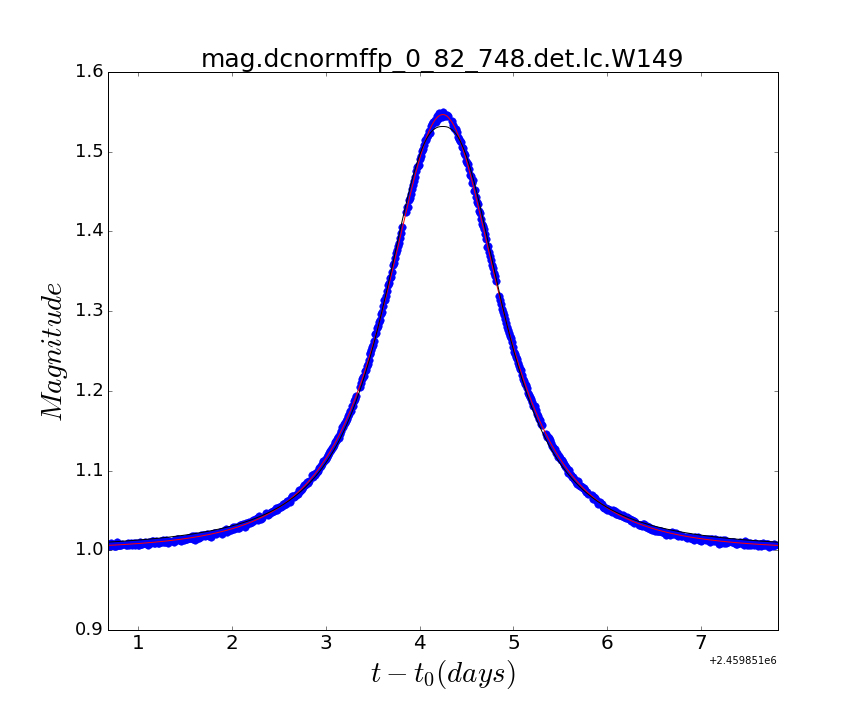 mag.dcnormffp_0_82_748.det.lc.W149
1.6
1.5
1.4
1.3
1.2
1.1
1.0
0.9
Magnitude
1 2 3 4 5 6 7
+2.459851e6
t − t₀(days)